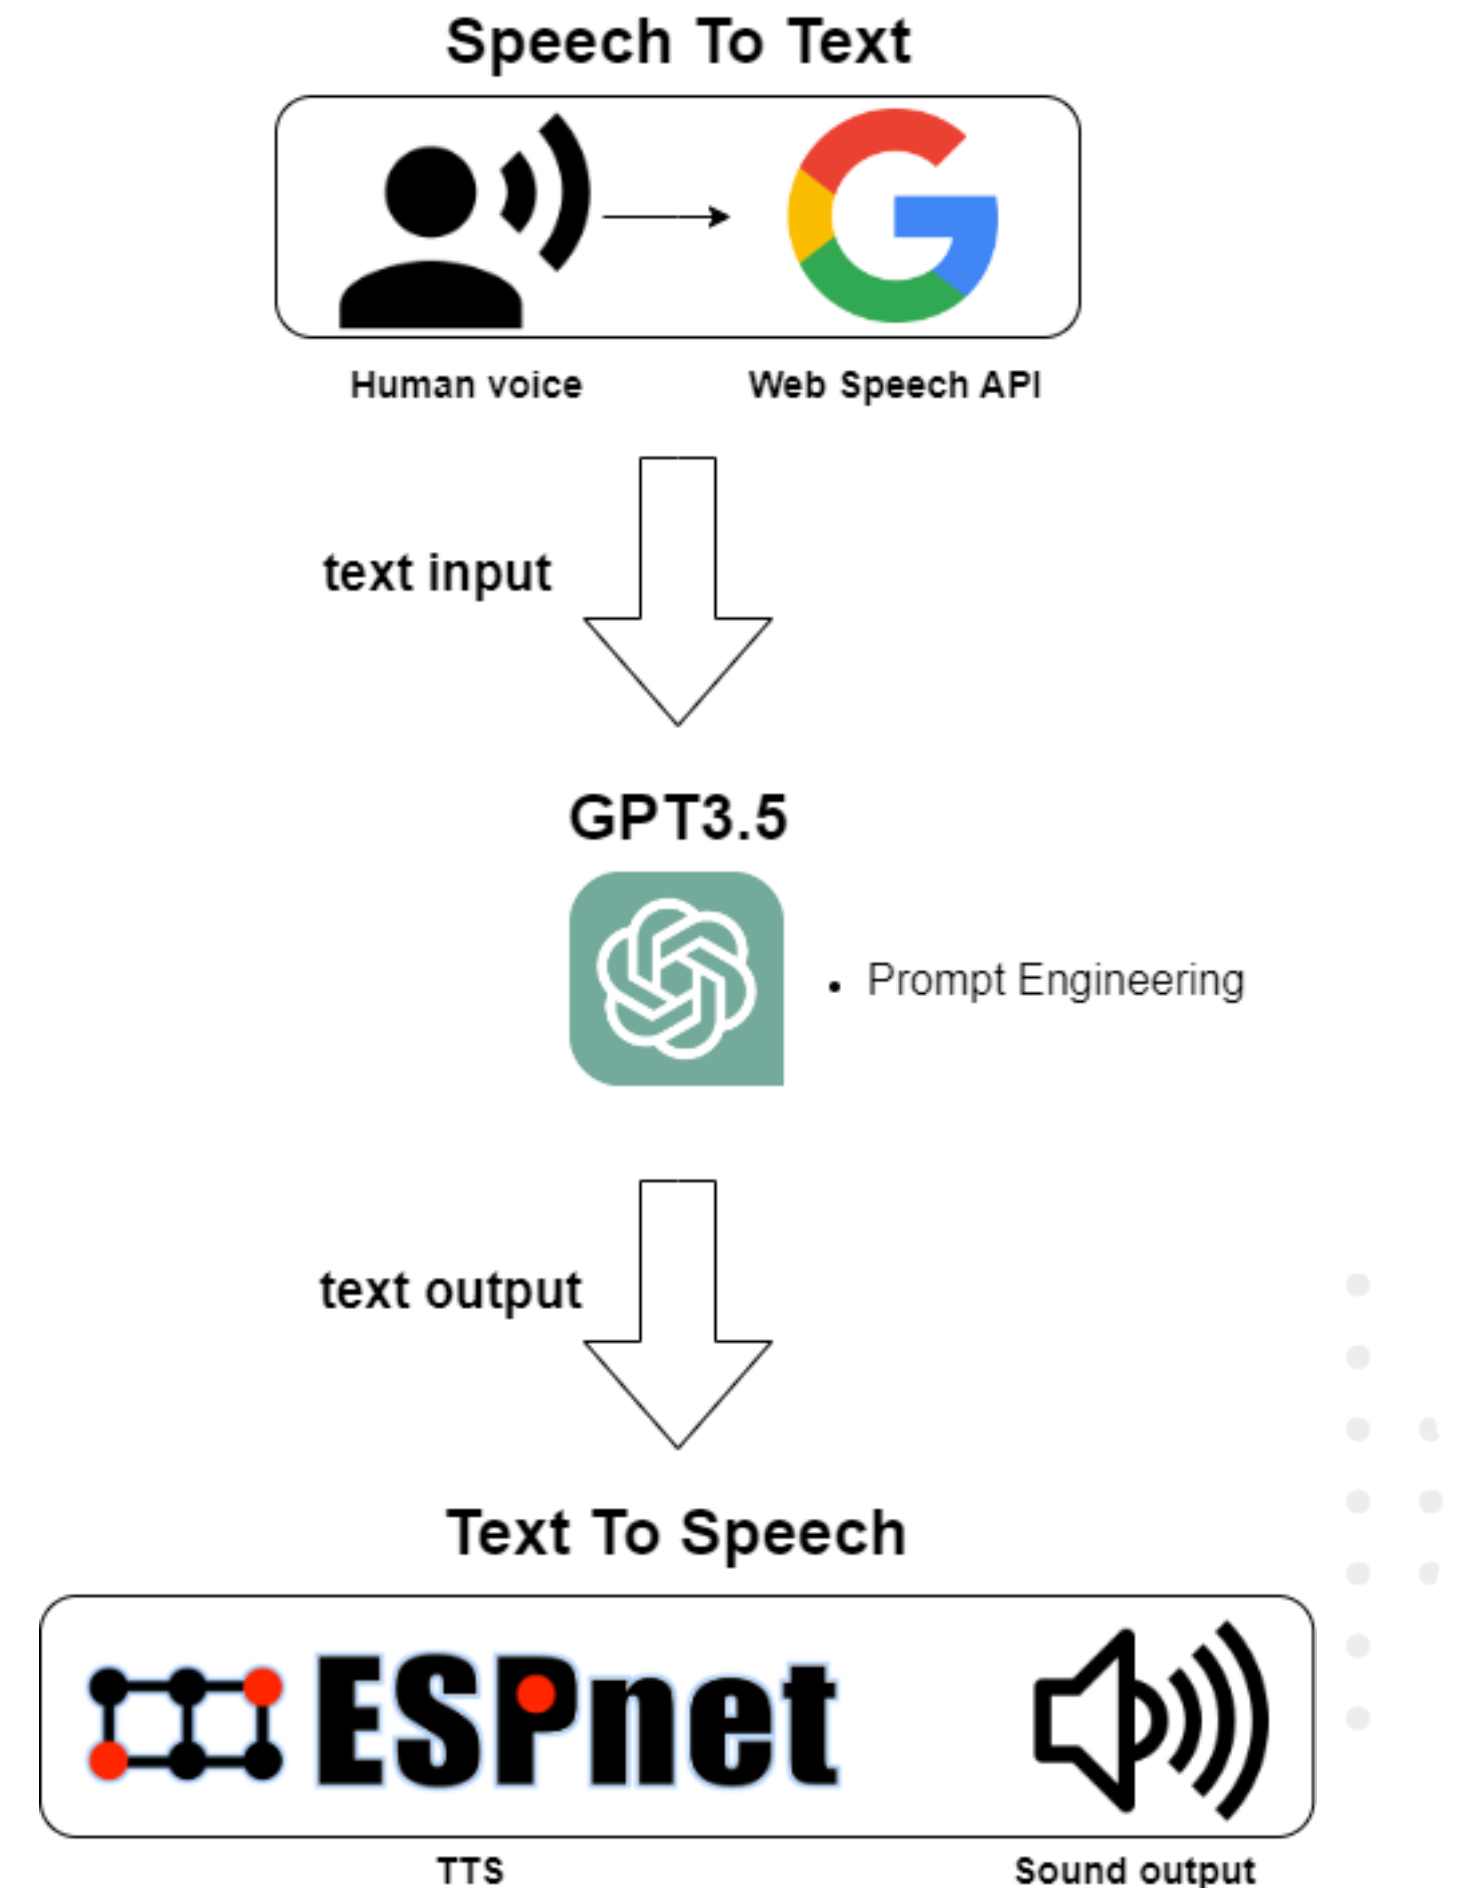 Speech To Text
Human voice
Web Speech API
text input
GPT3.5
• Prompt Engineering
text output
Text To Speech
ESPnet
TTS
Sound output